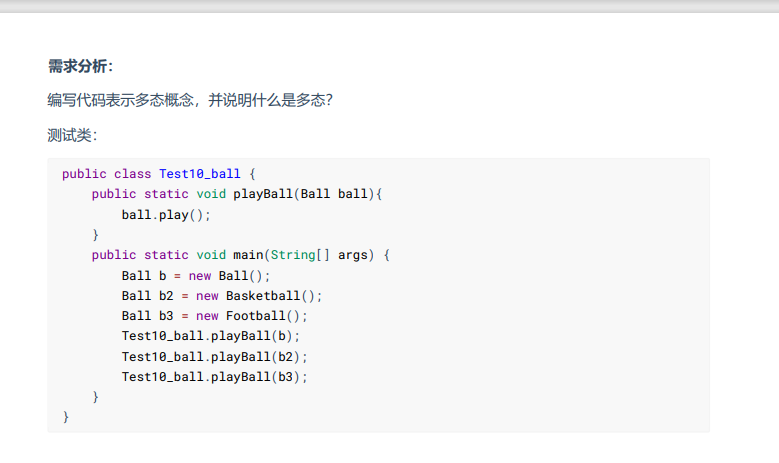 需求分析：
编写代码表示多态概念，并说明什么是多态？
测试类：
public class Test10_ball {
    public static void playBall(Ball ball){
        ball.play();
    }
    public static void main(String[] args) {
        Ball b = new Ball();
        Ball b2 = new Basketball();
        Ball b3 = new Football();
        Test10_ball.playBall(b);
        Test10_ball.playBall(b2);
        Test10_ball.playBall(b3);
    }
}